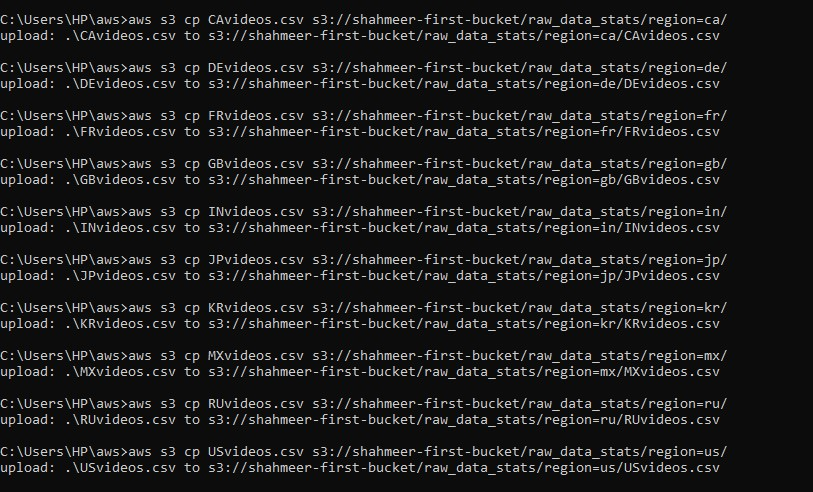 C:\Users\HP\aws>aws s3 cp CAvideos.csv s3://shahmeer-first-bucket/raw_data_stats/region=ca/
upload: .\CAvideos.csv to s3://shahmeer-first-bucket/raw_data_stats/region=ca/CAvideos.csv
C:\Users\HP\aws>aws s3 cp DEvideos.csv s3://shahmeer-first-bucket/raw_data_stats/region=de/
upload: .\DEvideos.csv to s3://shahmeer-first-bucket/raw_data_stats/region=de/DEvideos.csv
C:\Users\HP\aws>aws s3 cp FRvideos.csv s3://shahmeer-first-bucket/raw_data_stats/region=fr/
upload: .\FRvideos.csv to s3://shahmeer-first-bucket/raw_data_stats/region=fr/FRvideos.csv
C:\Users\HP\aws>aws s3 cp GBvideos.csv s3://shahmeer-first-bucket/raw_data_stats/region=gb/
upload: .\GBvideos.csv to s3://shahmeer-first-bucket/raw_data_stats/region=gb/GBvideos.csv
C:\Users\HP\aws>aws s3 cp INvideos.csv s3://shahmeer-first-bucket/raw_data_stats/region=in/
upload: .\INvideos.csv to s3://shahmeer-first-bucket/raw_data_stats/region=in/INvideos.csv
C:\Users\HP\aws>aws s3 cp JPvideos.csv s3://shahmeer-first-bucket/raw_data_stats/region=jp/
upload: .\JPvideos.csv to s3://shahmeer-first-bucket/raw_data_stats/region=jp/JPvideos.csv
C:\Users\HP\aws>aws s3 cp KRvideos.csv s3://shahmeer-first-bucket/raw_data_stats/region=kr/
upload: .\KRvideos.csv to s3://shahmeer-first-bucket/raw_data_stats/region=kr/KRvideos.csv
C:\Users\HP\aws>aws s3 cp MXvideos.csv s3://shahmeer-first-bucket/raw_data_stats/region=mx/
upload: .\MXvideos.csv to s3://shahmeer-first-bucket/raw_data_stats/region=mx/MXvideos.csv
C:\Users\HP\aws>aws s3 cp RUvideos.csv s3://shahmeer-first-bucket/raw_data_stats/region=ru/
upload: .\RUvideos.csv to s3://shahmeer-first-bucket/raw_data_stats/region=ru/RUvideos.csv
C:\Users\HP\aws>aws s3 cp USvideos.csv s3://shahmeer-first-bucket/raw_data_stats/region=us/
upload: .\USvideos.csv to s3://shahmeer-first-bucket/raw_data_stats/region=us/USvideos.csv